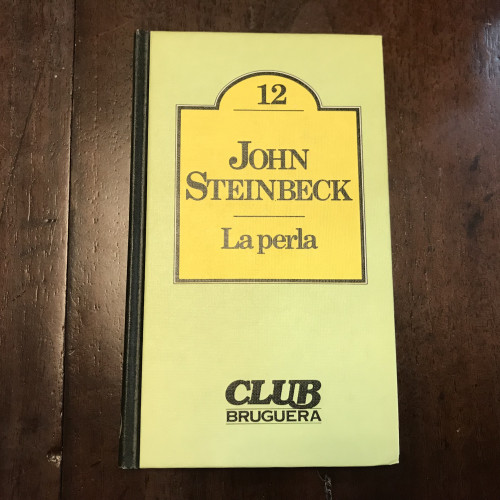 12
JOHN
STEINBECK
La perla
CLUB
BRUGUERA